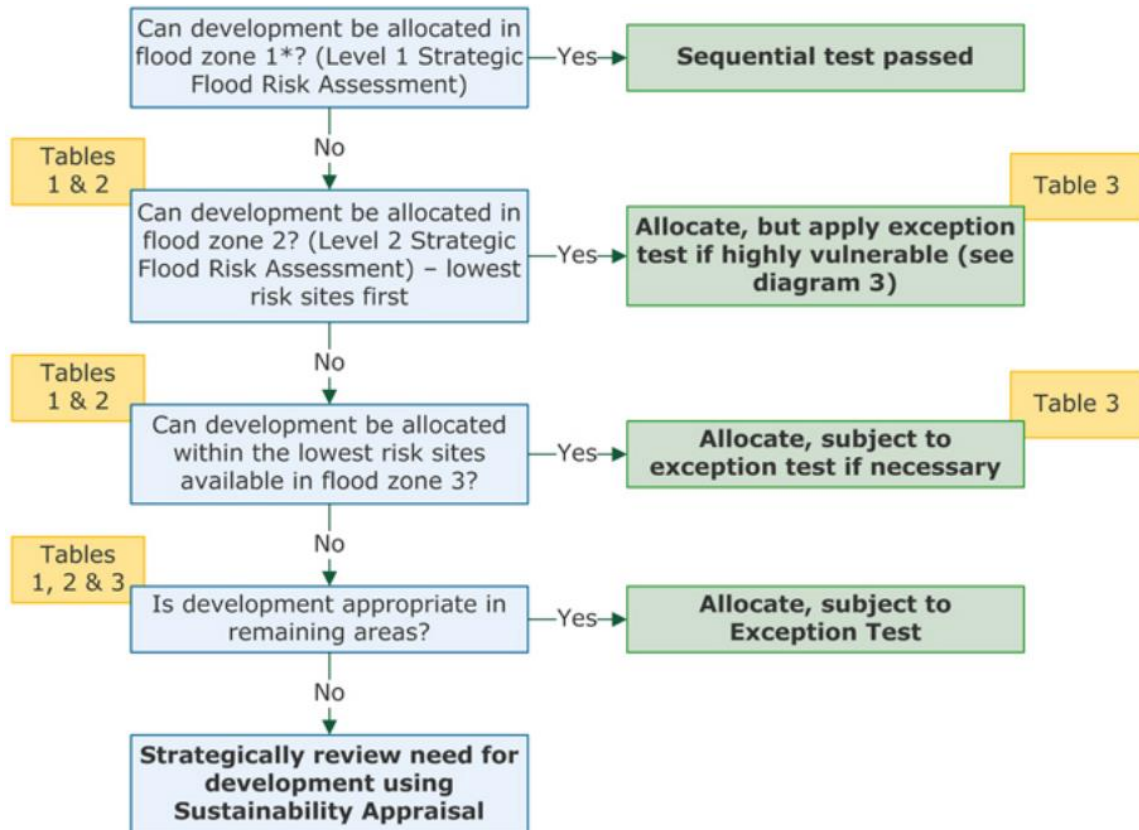 Can development be allocated in
flood zone 1*? (Level 1 Strategic
Flood Risk Assessment)
Yes
Sequential test passed
No
Tables
1 & 2
Can development be allocated in
flood zone 2? (Level 2 Strategic
Flood Risk Assessment) – lowest
risk sites first
Yes
Table 3
Allocate, but apply exception
test if highly vulnerable (see
diagram 3)
No
Tables
1 & 2
Can development be allocated
within the lowest risk sites
available in flood zone 3?
Yes
Table 3
Allocate, subject to
exception test if necessary
No
Tables
1, 2 & 3
Is development appropriate in
remaining areas?
Yes
Allocate, subject to
Exception Test
No
Strategically review need for
development using
Sustainability Appraisal